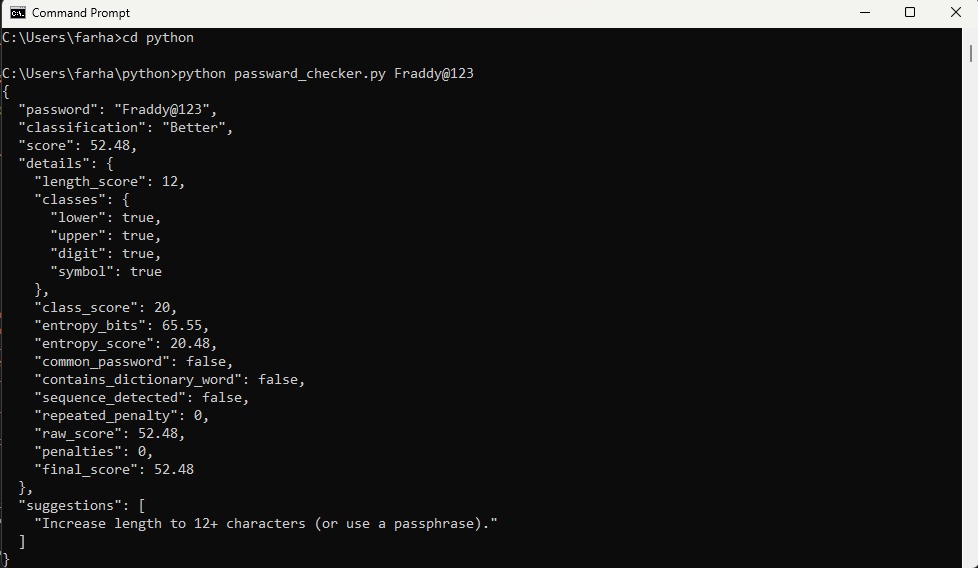 Command Prompt
C:\Users\farha>cd python
C:\Users\farha\python>python passward_checker.py Fraddy@123
{
  "password": "Fraddy@123",
  "classification": "Better",
  "score": 52.48,
  "details": {
    "length_score": 12,
    "classes": {
      "lower": true,
      "upper": true,
      "digit": true,
      "symbol": true
    },
    "class_score": 20,
    "entropy_bits": 65.55,
    "entropy_score": 20.48,
    "common_password": false,
    "contains_dictionary_word": false,
    "sequence_detected": false,
    "repeated_penalty": 0,
    "raw_score": 52.48,
    "penalties": 0,
    "final_score": 52.48
  },
  "suggestions": [
    "Increase length to 12+ characters (or use a passphrase)."
  ]
}